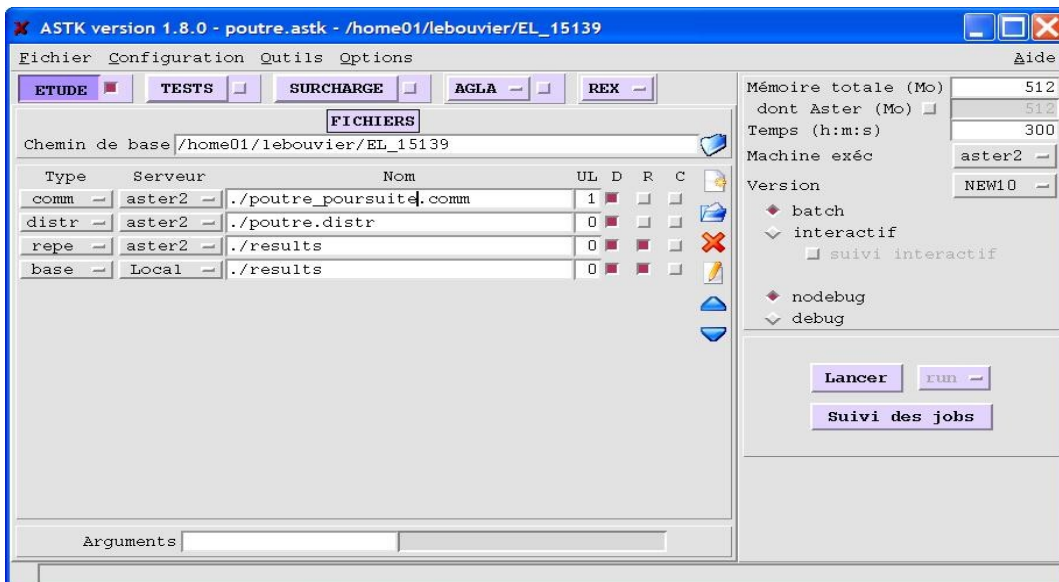 ASTK version 1.8.0 - poutre.astk - /home01/lebouvier/EL_15139
Fichier Configuration Outils Options Aide
ETUDE TESTS SURCHARGE AGLA REX
FICHIERS
Chemin de base /home01/lebouvier/EL_15139
Type Serveur Nom UL D R C
comm aster2 ./poutre_poursuite.comm 1
distr aster2 ./poutre.distr 0
repe aster2 ./results 0
base Local ./results 0
Arguments
Mémoire totale (Mo) 512
dont Aster (Mo) 512
Temps (h:m:s) 300
Machine exéc aster2
Version NEW10
batch
interactif
suivi interactif
nodebug
debug
Lancer run
Suivi des jobs